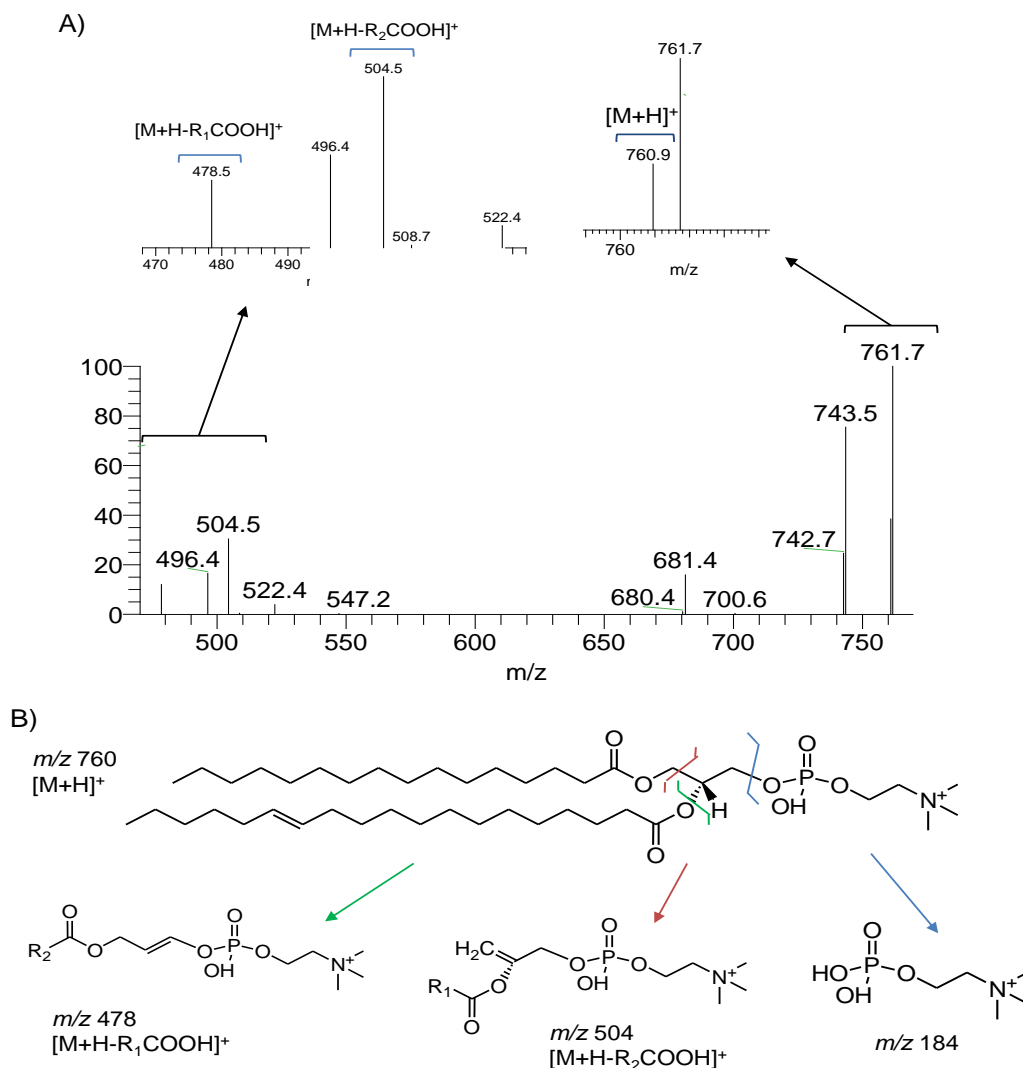 A)
[M+H-R₂COOH]⁺
504.5
[M+H-R₁COOH]⁺
478.5
496.4
508.7
522.4
470
480
490
761.7
[M+H]⁺
760.9
760
m/z
100
80
60
40
20
0
496.4
504.5
522.4
547.2
680.4
681.4
700.6
742.7
743.5
761.7
500
550
600
650
700
750
m/z
B)
m/z 760
[M+H]⁺
O
O
O
O
H
O
O
P
OH
O
N⁺
O
R₂
O
O
O
P
OH
O
N⁺
m/z 478
[M+H-R₁COOH]⁺
H₂C
R₁
O
O
O
O
P
OH
O
N⁺
m/z 504
[M+H-R₂COOH]⁺
O
HO
P
OH
O
N⁺
m/z 184